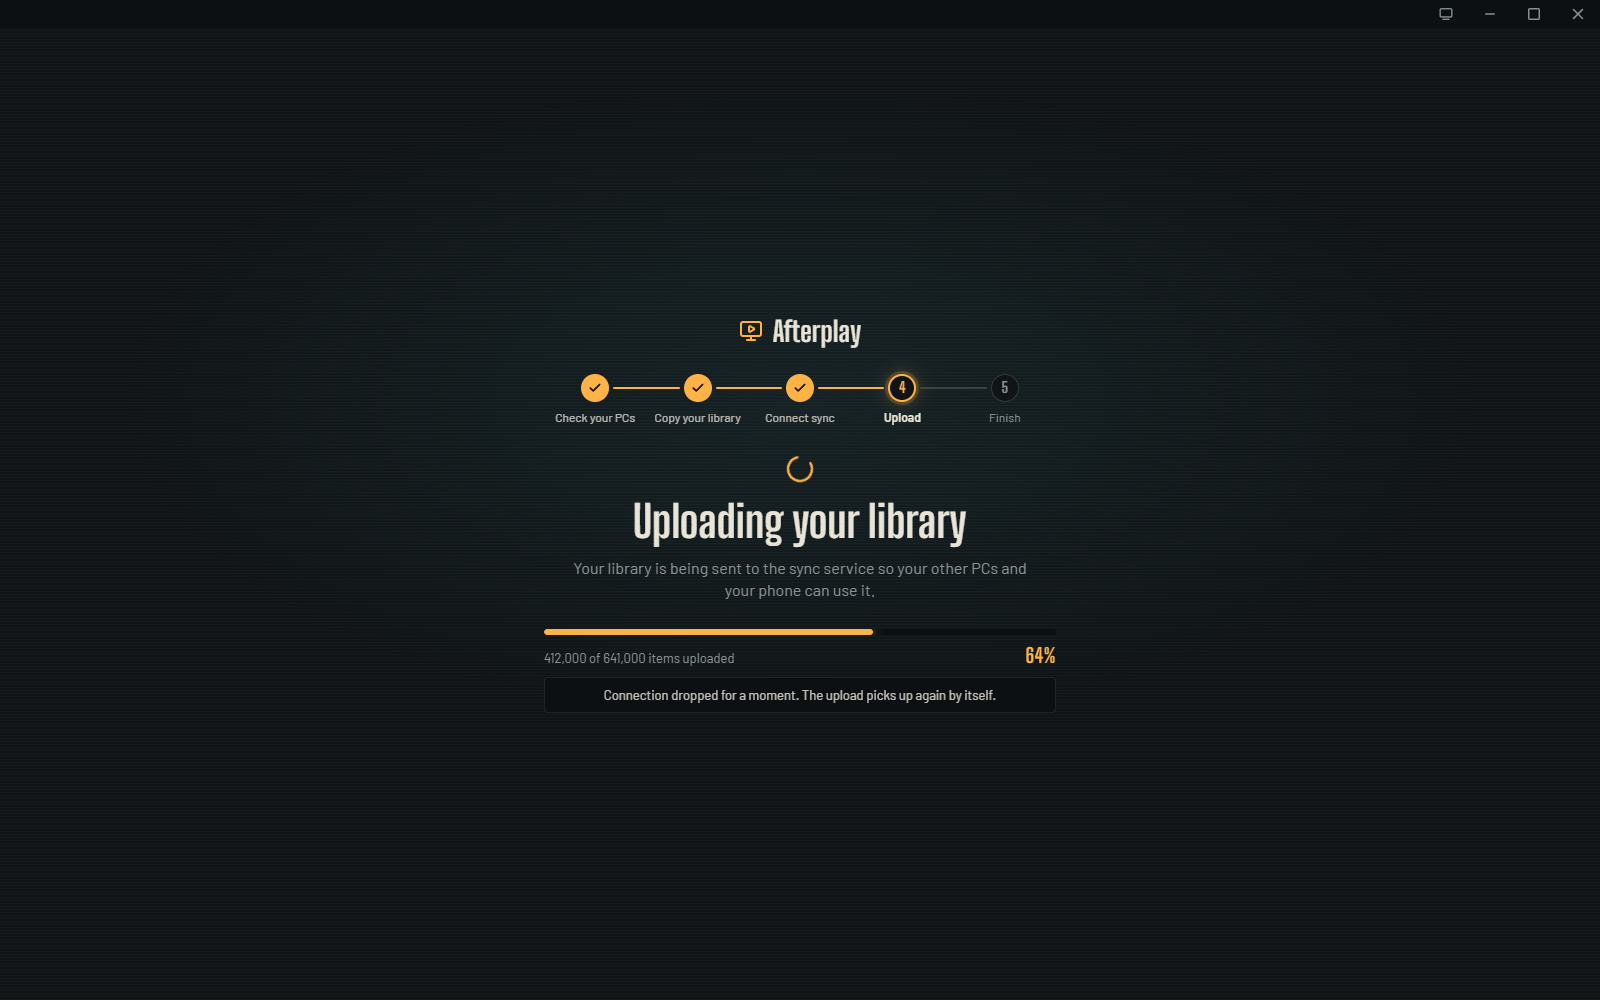 Afterplay
4
5
Check your PCs
Copy your library
Connect sync
Upload
Finish
Uploading your library
Your library is being sent to the sync service so your other PCs and
your phone can use it.
412,000 of 641,000 items uploaded
64%
Connection dropped for a moment. The upload picks up again by itself.